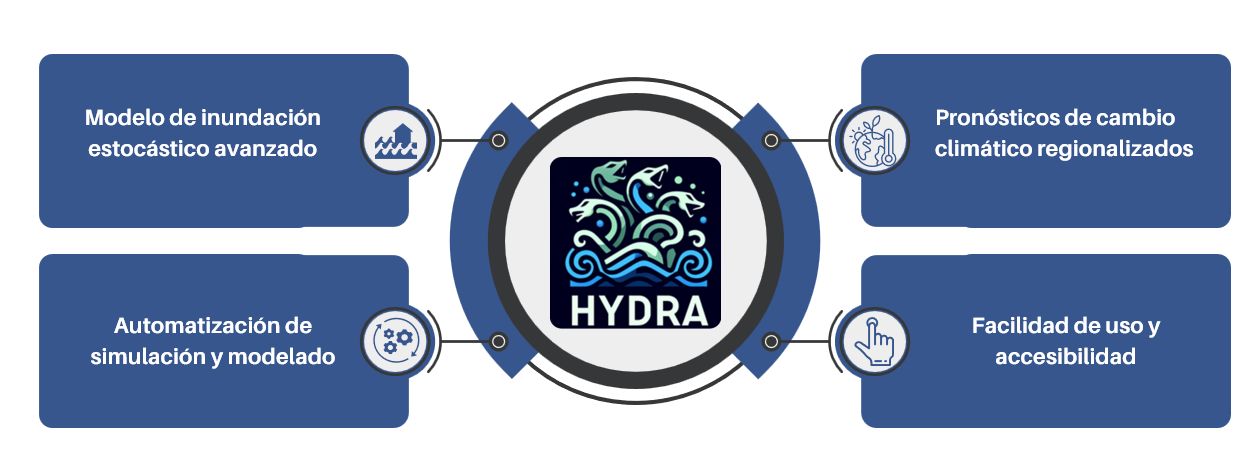 Modelo de inundación
estocástico avanzado
Pronósticos de cambio
climático regionalizados
HYDRA
Automatización de
simulación y modelado
Facilidad de uso y
accesibilidad